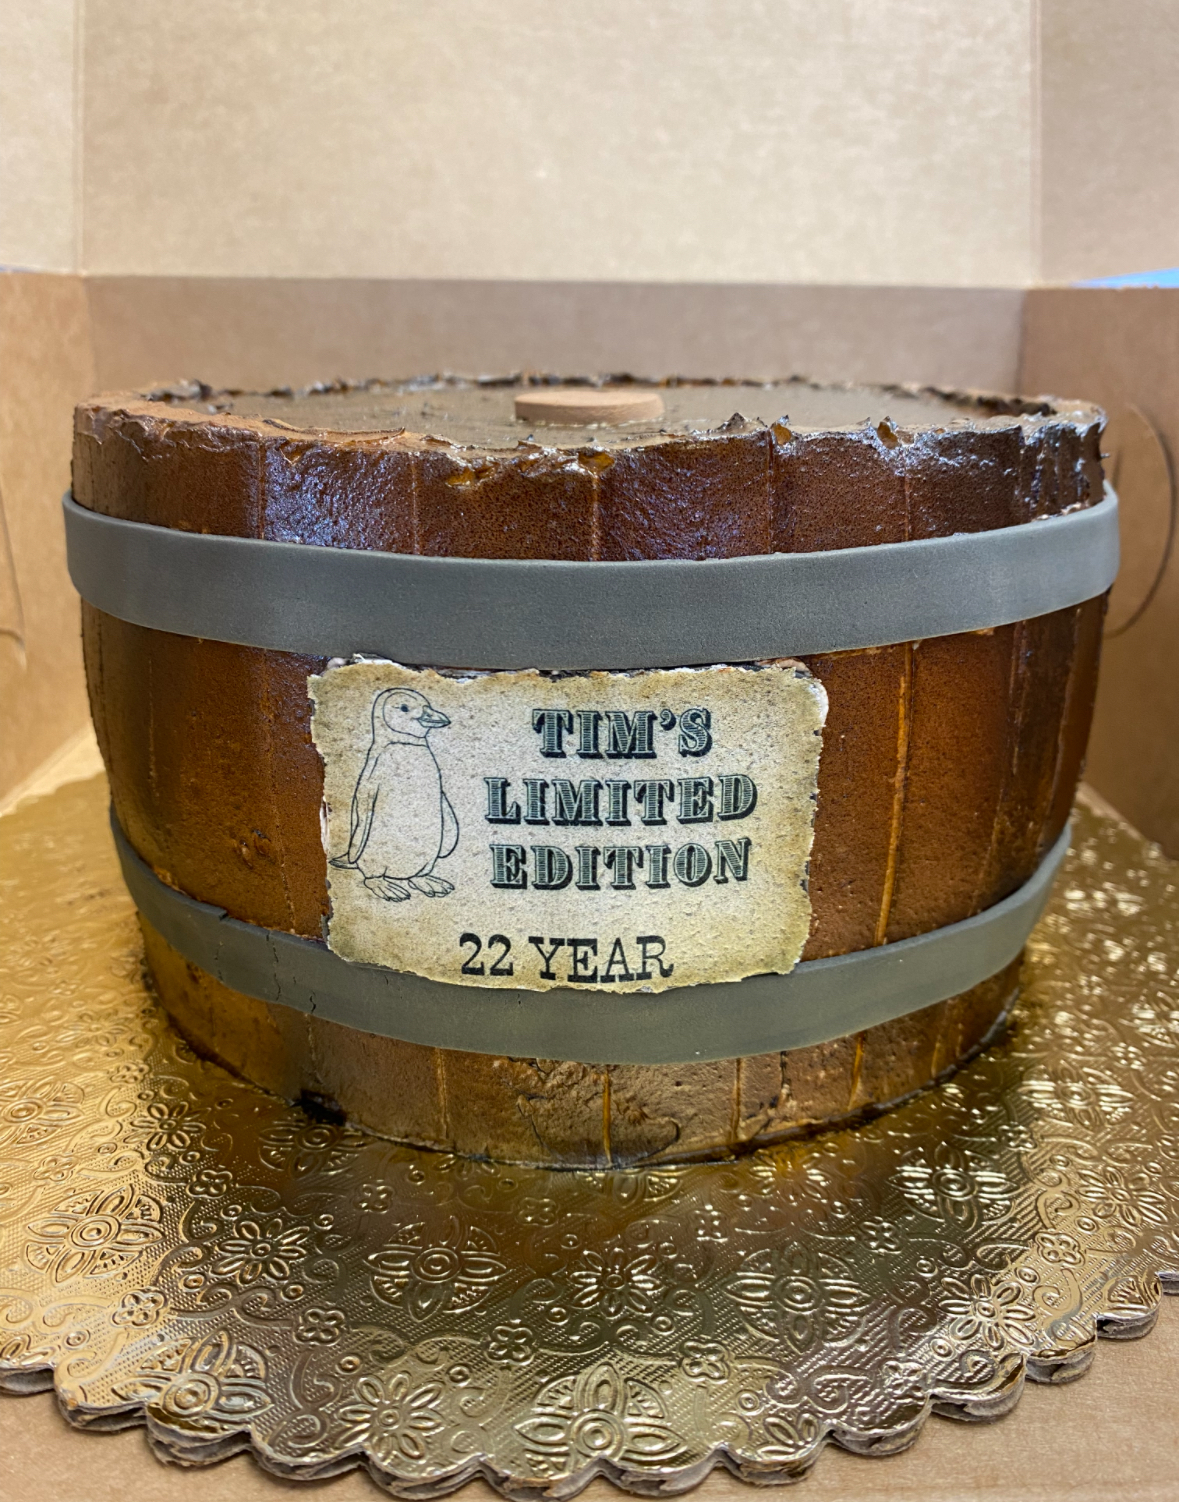 TIM'S
LIMITED
EDITION
22 YEAR